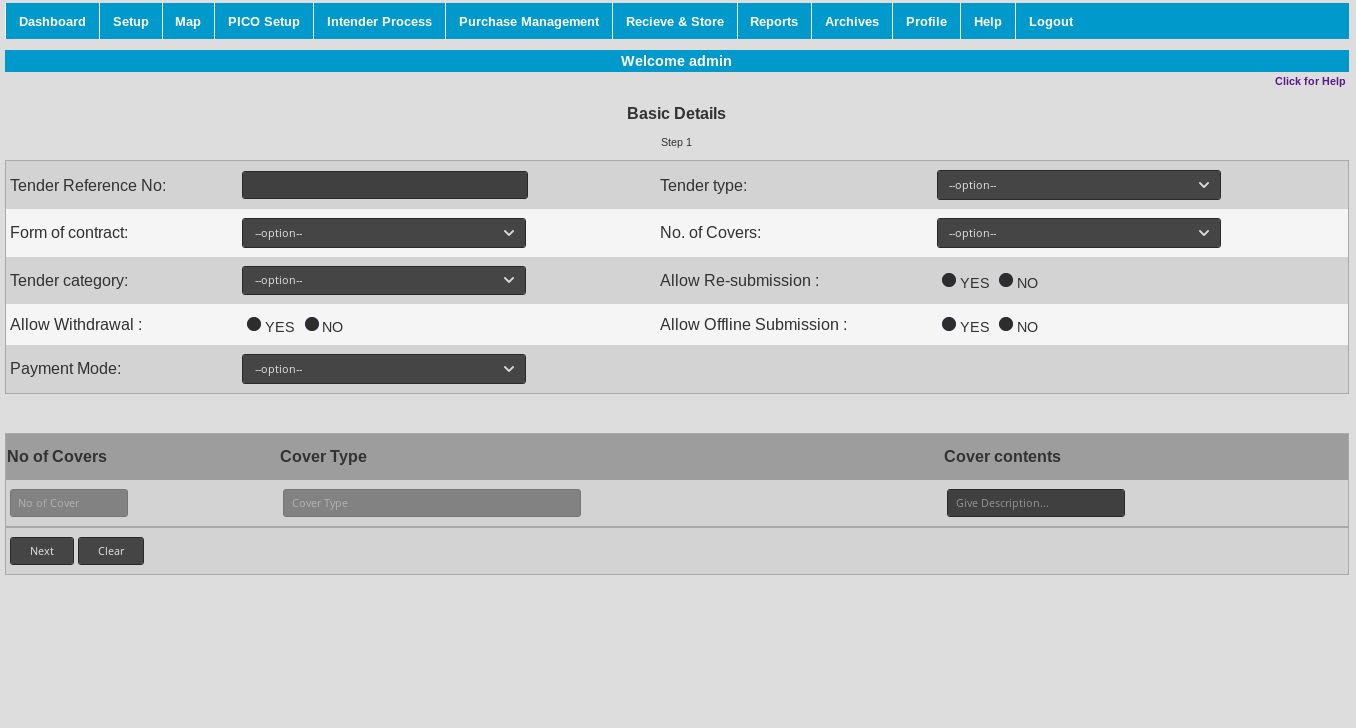 Dashboard Setup Map PICO Setup Intender Process Purchase Management Recieve & Store Reports Archives Profile Help Logout
Welcome admin
Click for Help
Basic Details
Step 1
Tender Reference No: Tender type: --option--
Form of contract: --option-- No. of Covers: --option--
Tender category: --option-- Allow Re-submission : YES NO
Allow Withdrawal : YES NO Allow Offline Submission : YES NO
Payment Mode: --option--
No of Covers Cover Type Cover contents
No of Cover Cover Type Give Description...
Next Clear